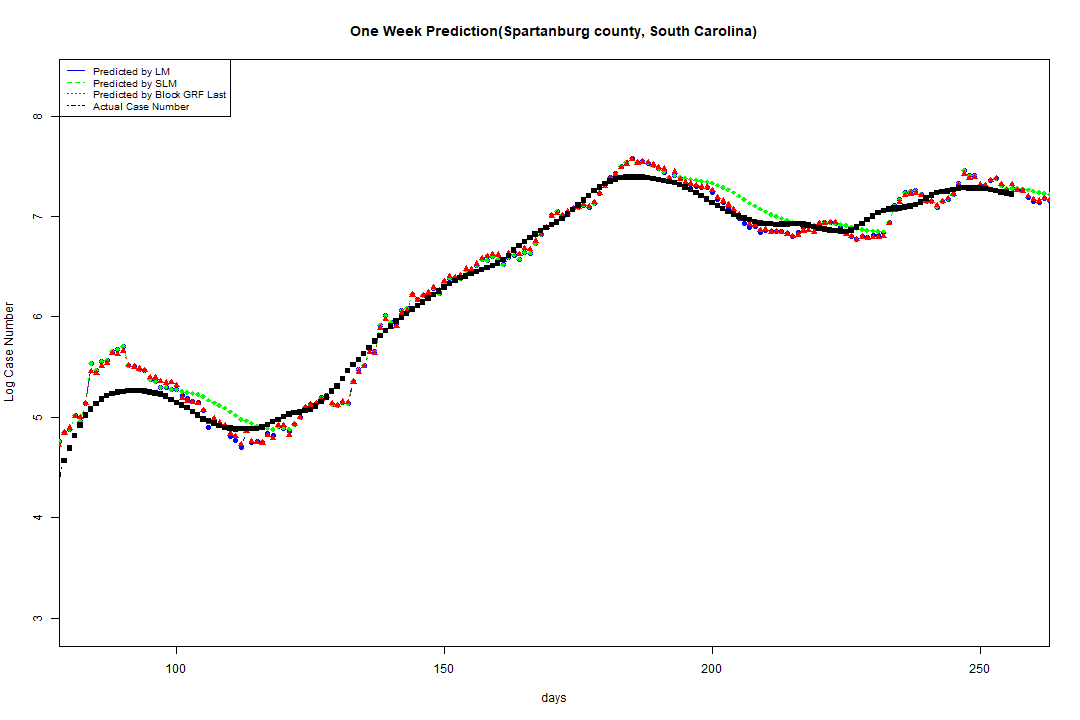 One Week Prediction(Spartanburg county, South Carolina)
Predicted by LM
Predicted by SLM
Predicted by Block GRF Last
Actual Case Number
8
7
6
5
4
3
Log Case Number
100 150 200 250
days